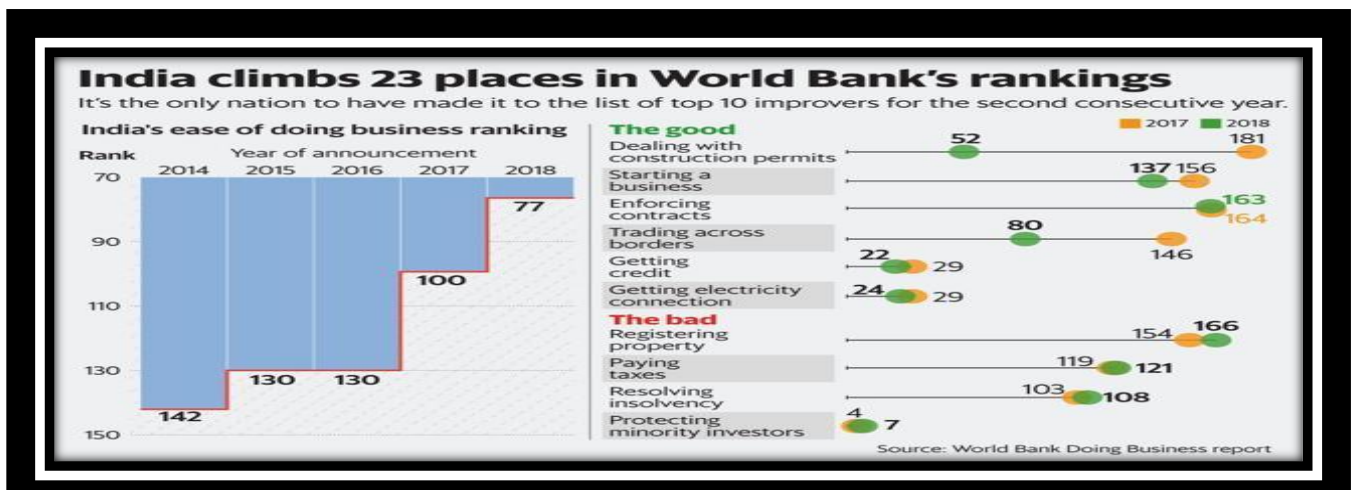 India climbs 23 places in World Bank's rankings
It's the only nation to have made it to the list of top 10 improvers for the second consecutive year.
India's ease of doing business ranking
Rank
Year of announcement
2014 2015 2016 2017 2018
70
90
110
130
150
142
130
130
100
77
The good
2017 2018
Dealing with
construction permits
52 181
Starting a
business
137 156
Enforcing
contracts
163
164
Trading across
borders
80
146
Getting
credit
22 29
Getting electricity
connection
24 29
The bad
Registering
property
154 166
Paying
taxes
119 121
Resolving
insolvency
103 108
Protecting
minority investors
4 7
Source: World Bank Doing Business report